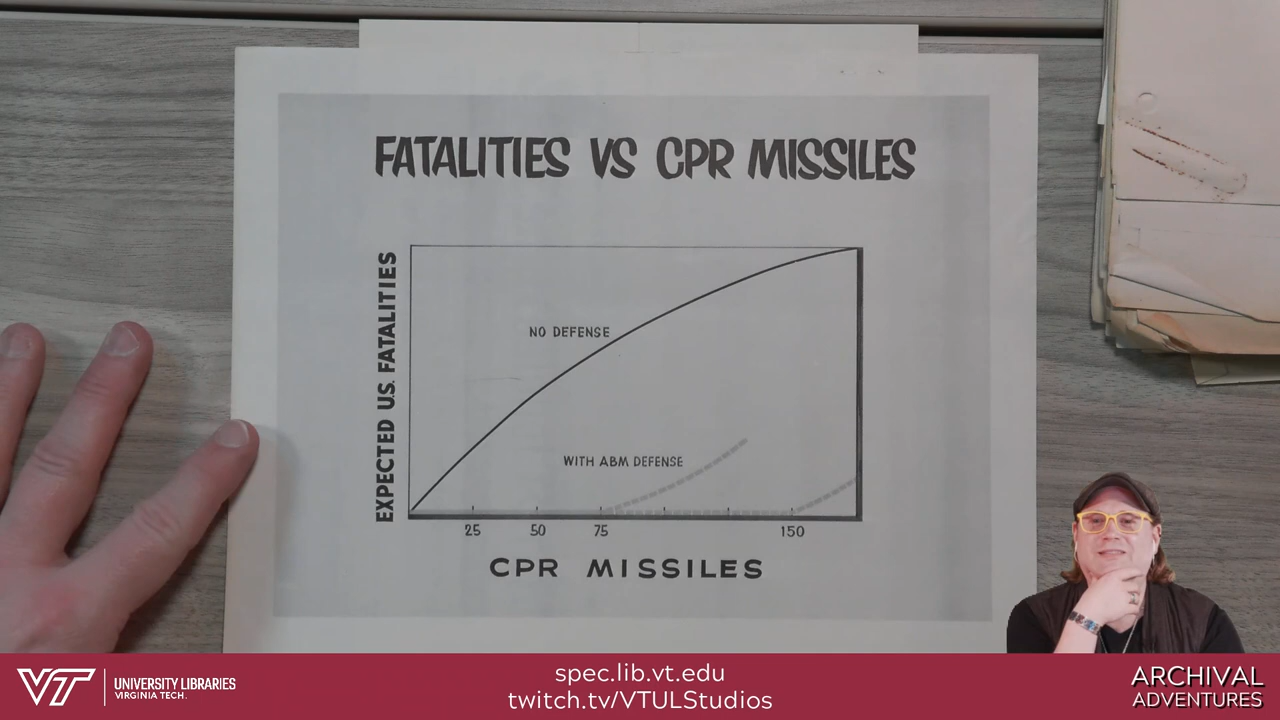 FATALITIES VS CPR MISSILES
EXPECTED U.S. FATALITIES
NO DEFENSE
WITH ABM DEFENSE
25 50 75 150
CPR MISSILES
VT UNIVERSITY LIBRARIES
VIRGINIA TECH.
spec.lib.vt.edu
twitch.tv/VTULStudios
ARCHIVAL
ADVENTURES